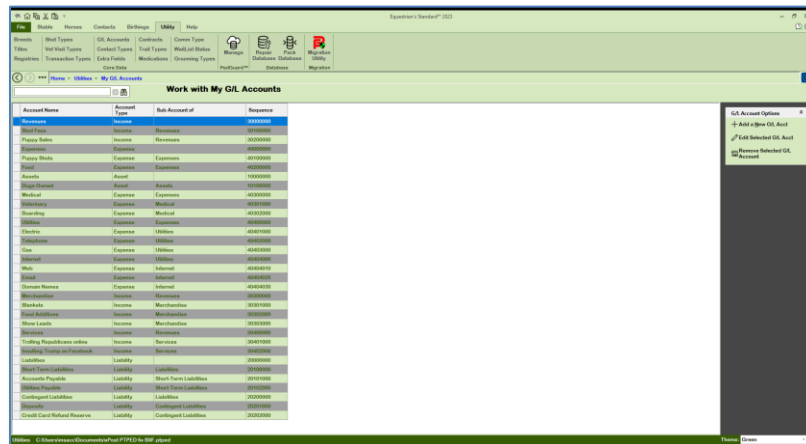 Equestrian's Standard™ 2023
File Stable Horses Contacts Birthings Utility Help
Breeds Shot Types G/L Accounts Contracts Comm Type
Titles Vet Visit Types Contact Types Trait Types WaitList Status
Registries Transaction Types Extra Fields Medications Grooming Types
Manage Repair Database Pack Database Migration Utility
Core Data PedGuard™ Database Migration
Home Utilities My G/L Accounts
Work with My G/L Accounts
Account Name Account Type Sub-Account of Sequence
Revenues Income 30000000
Stud Fees Income Revenues 30100000
Puppy Sales Income Revenues 30200000
Expenses Expense 40000000
Puppy Shots Expense Expenses 40100000
Food Expense Expenses 40200000
Assets Asset 10000000
Dogs Owned Asset Assets 10100000
Medical Expense Expenses 40300000
Veterinary Expense Medical 40301000
Boarding Expense Medical 40302000
Utilities Expense Expenses 40400000
Electric Expense Utilities 40401000
Telephone Expense Utilities 40402000
Gas Expense Utilities 40403000
Internet Expense Utilities 40404000
Web Expense Internet 40404010
Email Expense Internet 40404020
Domain Names Expense Internet 40404030
Merchandise Income Revenues 30300000
Blankets Income Merchandise 30301000
Food Additives Income Merchandise 30302000
Show Leads Income Merchandise 30303000
Services Income Revenues 30400000
Trolling Republicans online Income Services 30401000
Insulting Trump on Facebook Income Services 30402000
Liabilities Liability 20000000
Short-Term Liabilities Liability Liabilities 20100000
Accounts Payable Liability Short-Term Liabilities 20101000
Utilities Payable Liability Short-Term Liabilities 20102000
Contingent Liabilities Liability Liabilities 20200000
Deposits Liability Contingent Liabilities 20201000
Credit Card Refund Reserve Liability Contingent Liabilities 20202000
G/L Account Options
Add a New G/L Acct
Edit Selected G/L Acct
Remove Selected G/L Account
Utilities
Theme: Green